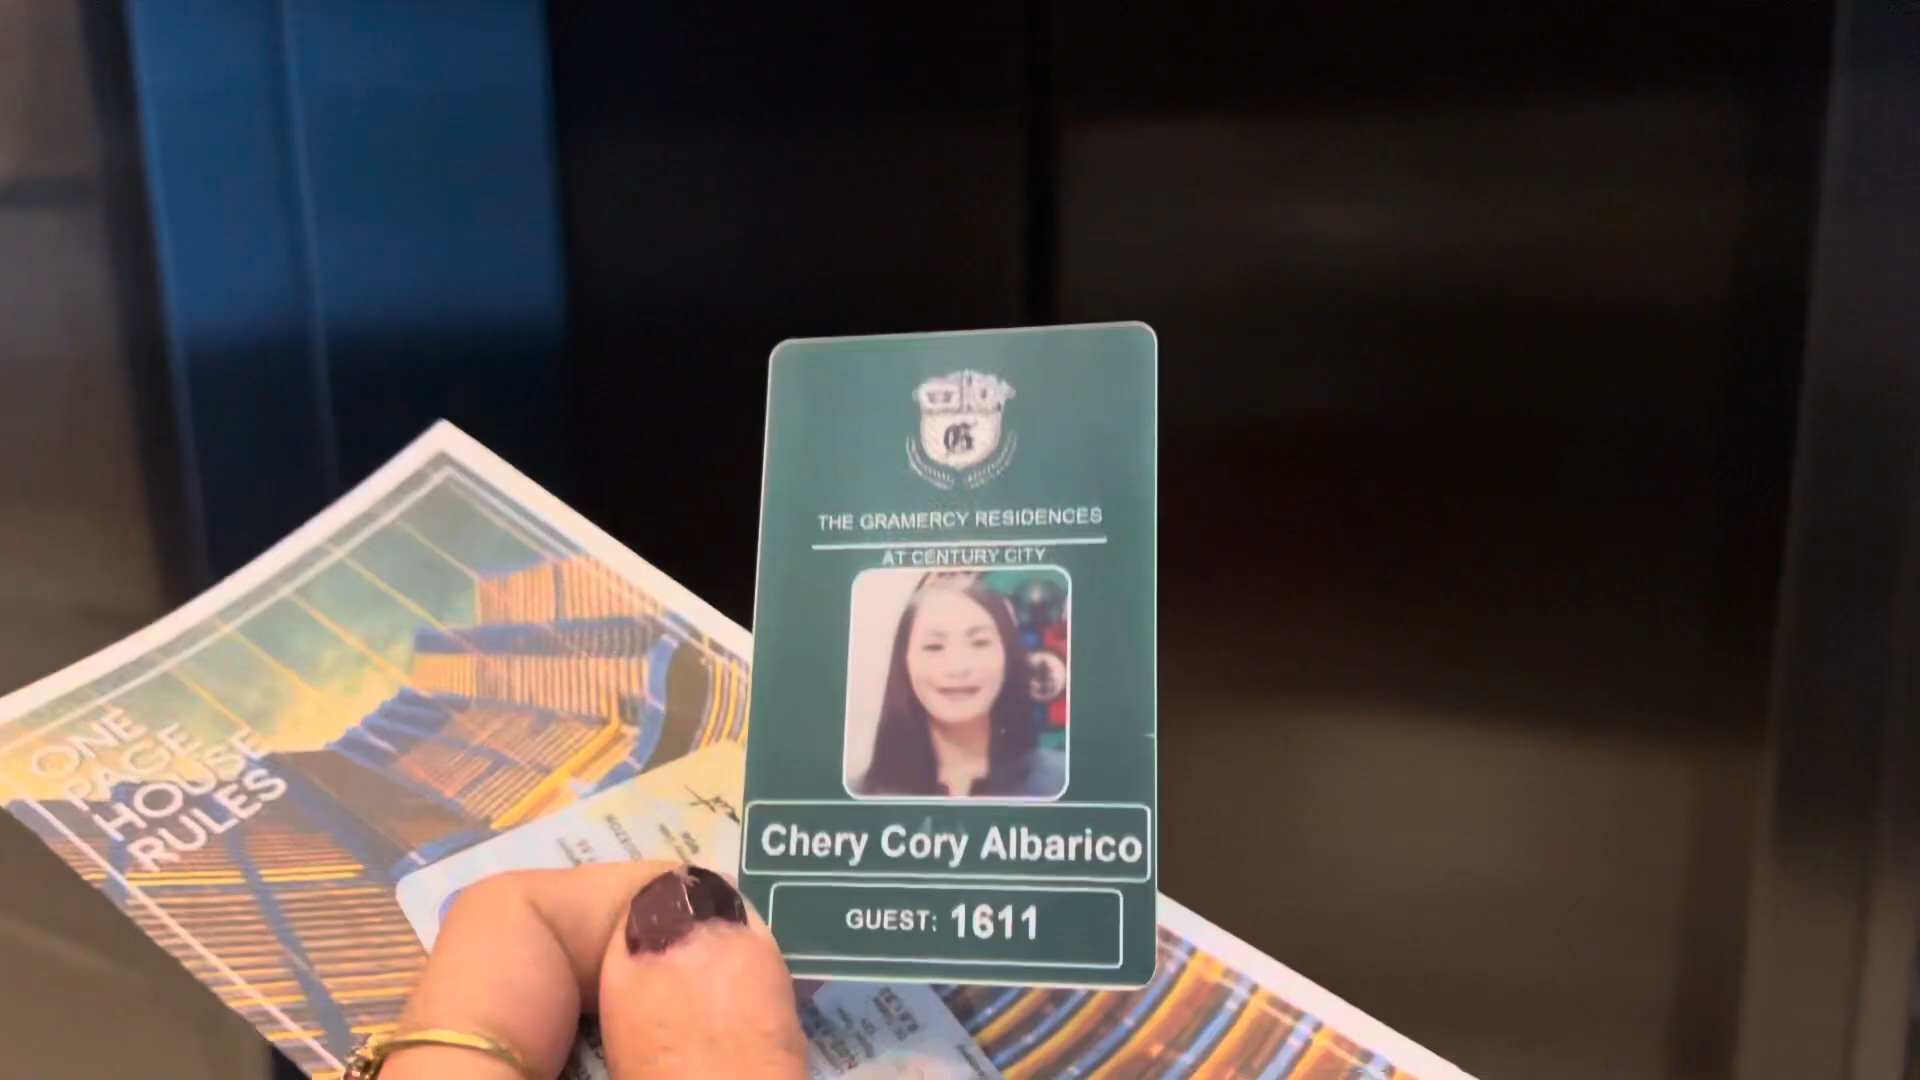 G
THE GRAMERCY RESIDENCES
AT CENTURY CITY
Chery Cory Albarico
GUEST: 1611
ONE
PAGE
HOUSE
RULES